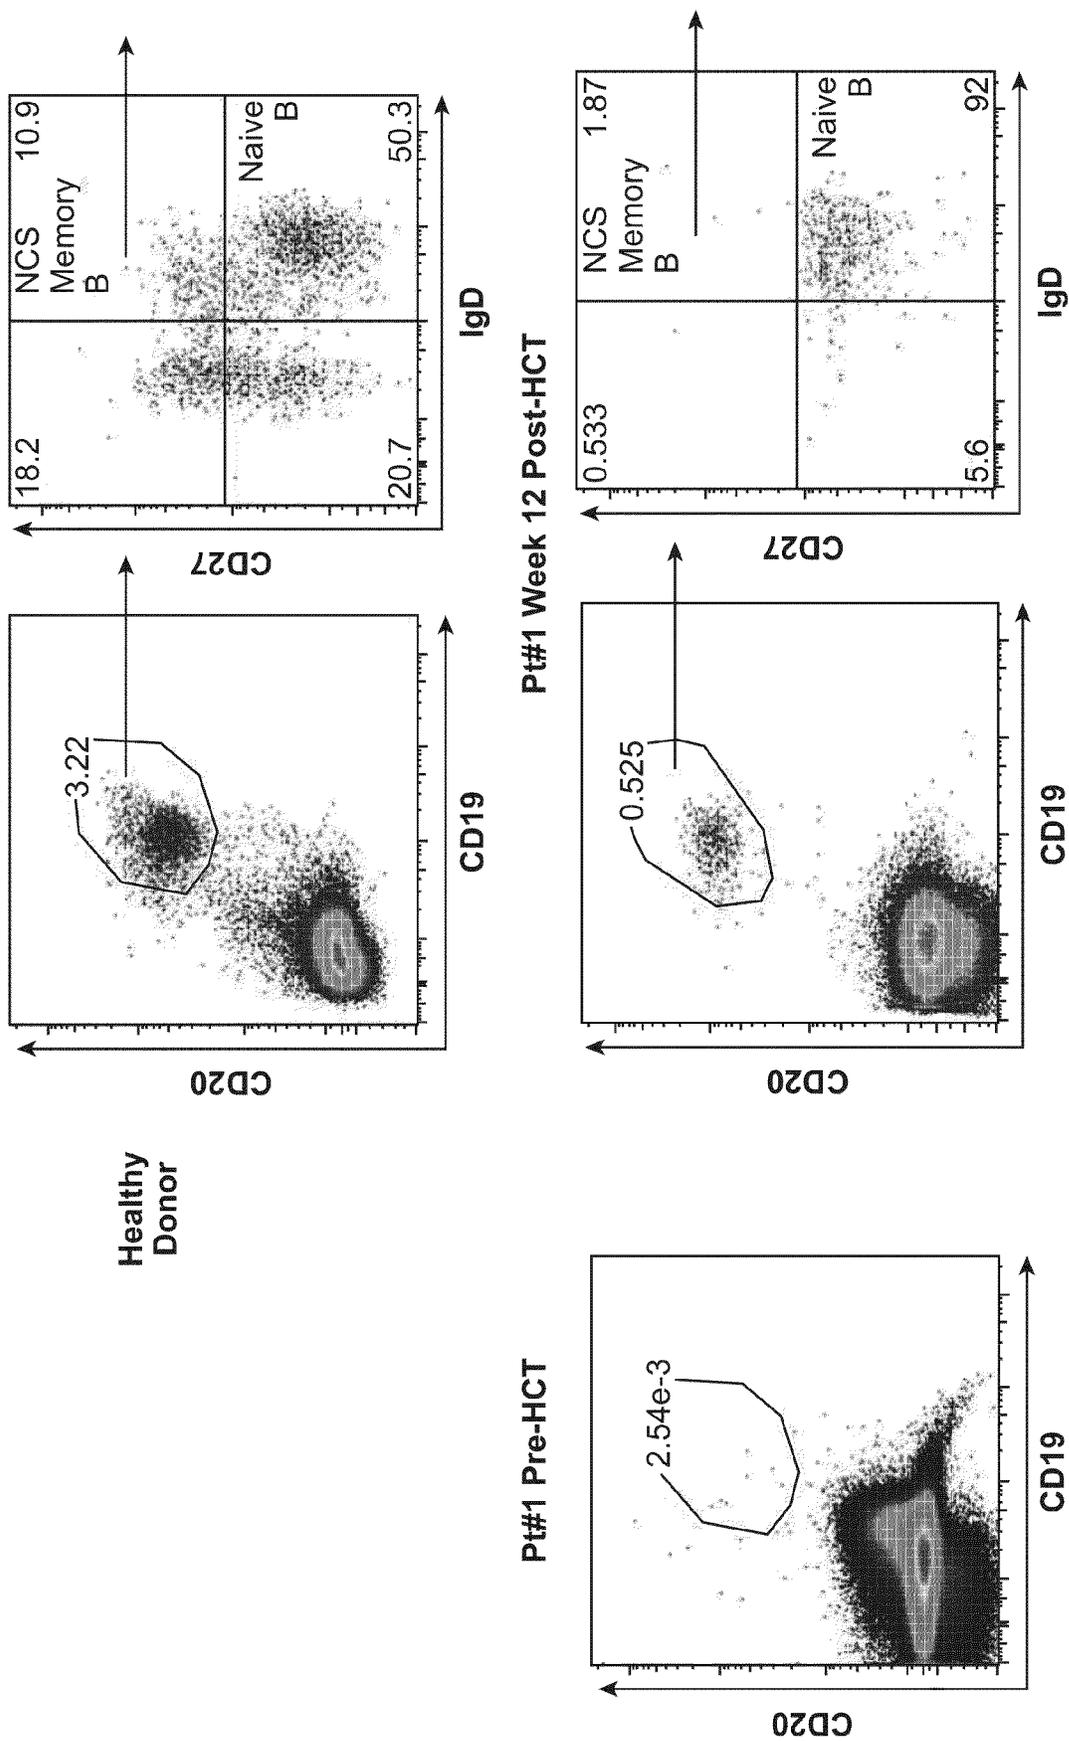 Healthy
Donor
3.22
CD20
CD19
18.2
NCS
Memory
B
10.9
Naive
B
20.7
50.3
CD27
IgD
Pt#1 Pre-HCT
2.54e-3
CD20
CD19
Pt#1 Week 12 Post-HCT
0.525
CD20
CD19
0.533
NCS
Memory
B
1.87
Naive
B
5.6
92
CD27
IgD